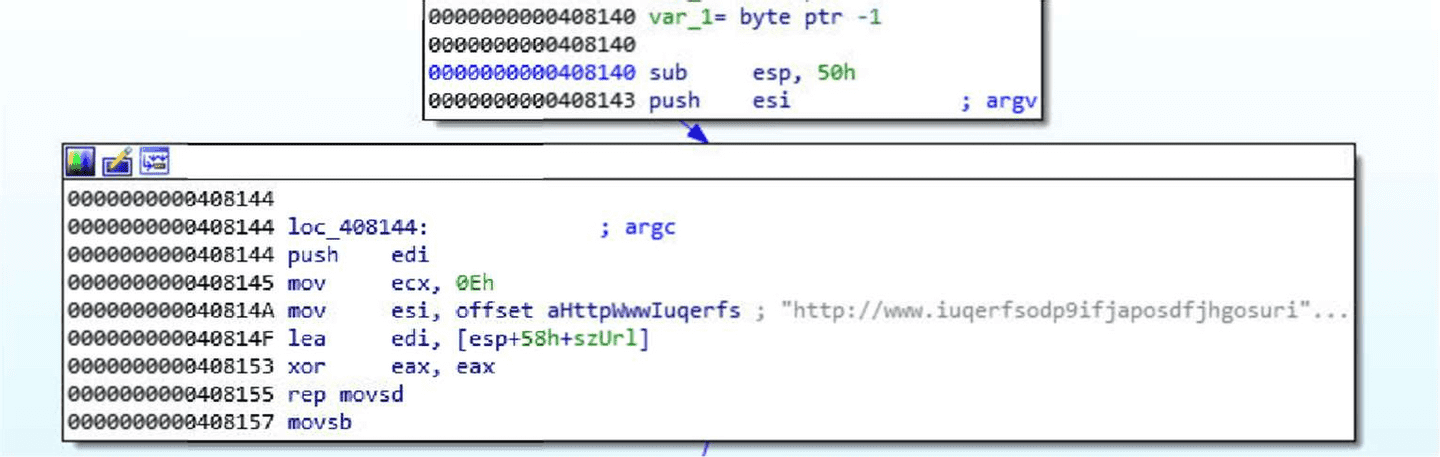 0000000000408140 var_1= byte ptr -1
0000000000408140
0000000000408140 sub     esp, 50h
0000000000408143 push    esi             ; argv
0000000000408144
0000000000408144 loc_408144:             ; argc
0000000000408144 push    edi
0000000000408145 mov     ecx, 0Eh
000000000040814A mov     esi, offset aHttpWwwIuqerfs ; "http://www.iuqerfsodp9ifjaposdfjhgosuri"...
000000000040814F lea     edi, [esp+58h+szUrl]
0000000000408153 xor     eax, eax
0000000000408155 rep movsd
0000000000408157 movsb